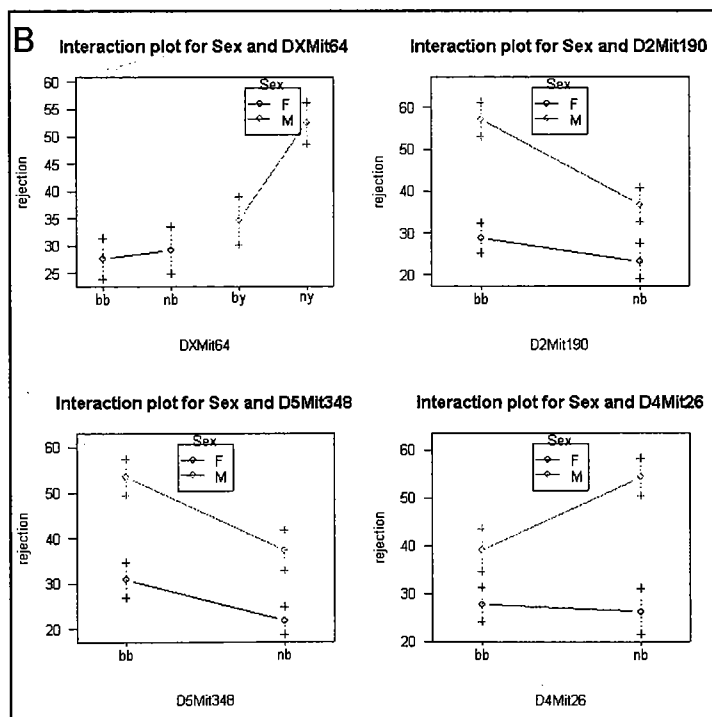 B
Interaction plot for Sex and DXMit64
rejection
60
55
50
45
40
35
30
25
Sex
F
M
bb nb by ny
DXMit64
Interaction plot for Sex and D2Mit190
rejection
60
50
40
30
20
Sex
F
M
bb nb
D2Mit190
Interaction plot for Sex and D5Mit348
rejection
60
50
40
30
20
Sex
F
M
bb nb
D5Mit348
Interaction plot for Sex and D4Mit26
rejection
60
50
40
30
20
Sex
F
M
bb nb
D4Mit26